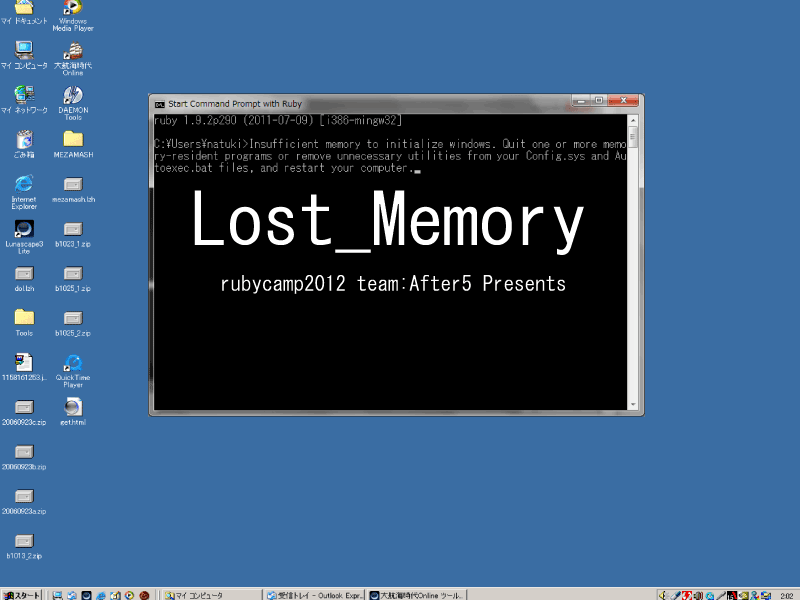 マイ ドキュメント
Windows
Media Player
マイ コンピュータ
大航海時代
Online
マイ ネットワーク
DAEMON
Tools
ごみ箱
MEZAMASH
Internet
Explorer
mezamash.lzh
Lunascape3
Lite
b1023_1.zip
doll.zh
b1025_1.zip
Tools
b1025_2.zip
1158161253.j...
QuickTime
Player
20060923c.zip
get.html
20060923b.zip
20060923a.zip
b1013_2.zip
Start Command Prompt with Ruby
ruby 1.9.2p290 (2011-07-09) [i386-mingw32]
C:¥Users¥natuki>Insufficient memory to initialize windows. Quit one or more memo
ry-resident programs or remove unnecessary utilities from your Config.sys and Au
toexec.bat files, and restart your computer._
Lost_Memory
rubycamp2012 team:After5 Presents
スタート
マイ コンピュータ
受信トレイ - Outlook Expr...
大航海時代Online ツール...
2:02